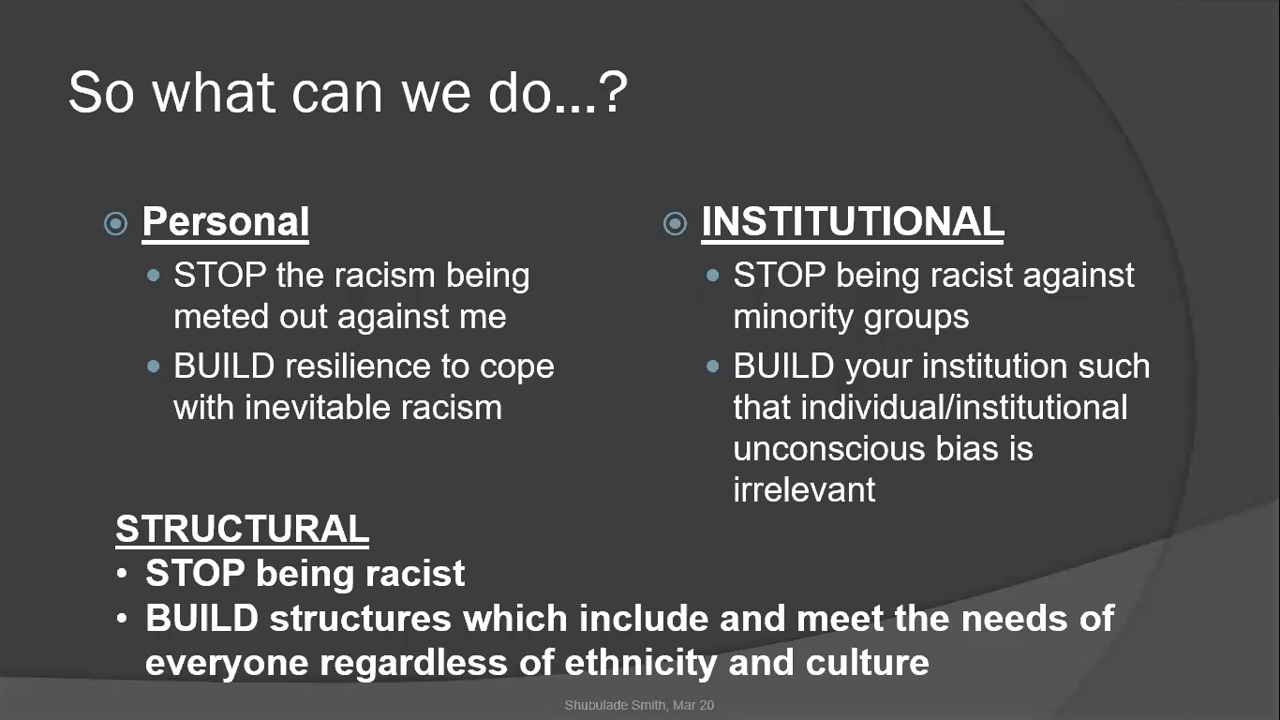 So what can we do...?
Personal
STOP the racism being
meted out against me
BUILD resilience to cope
with inevitable racism
INSTITUTIONAL
STOP being racist against
minority groups
BUILD your institution such
that individual/institutional
unconscious bias is
irrelevant
STRUCTURAL
• STOP being racist
• BUILD structures which include and meet the needs of
everyone regardless of ethnicity and culture
Shubulade Smith, Mar 20